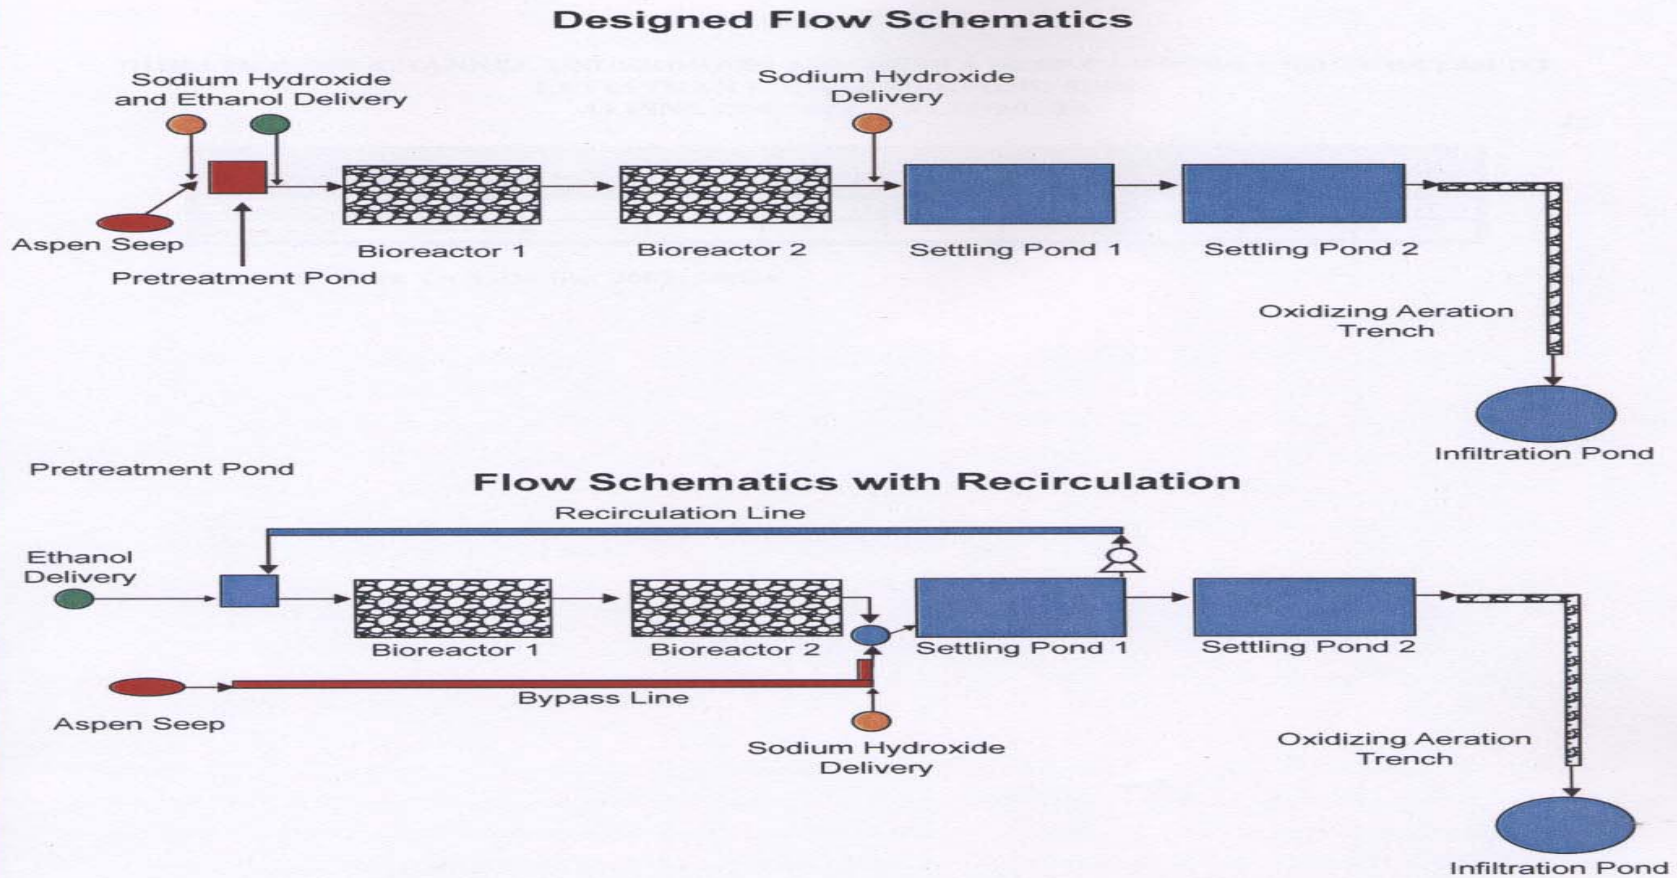 Designed Flow Schematics
Sodium Hydroxide
and Ethanol Delivery
Sodium Hydroxide
Delivery
Aspen Seep
Pretreatment Pond
Bioreactor 1
Bioreactor 2
Settling Pond 1
Settling Pond 2
Oxidizing Aeration
Trench
Infiltration Pond
Pretreatment Pond
Flow Schematics with Recirculation
Recirculation Line
Ethanol
Delivery
Bioreactor 1
Bioreactor 2
Settling Pond 1
Settling Pond 2
Bypass Line
Aspen Seep
Sodium Hydroxide
Delivery
Oxidizing Aeration
Trench
Infiltration Pond